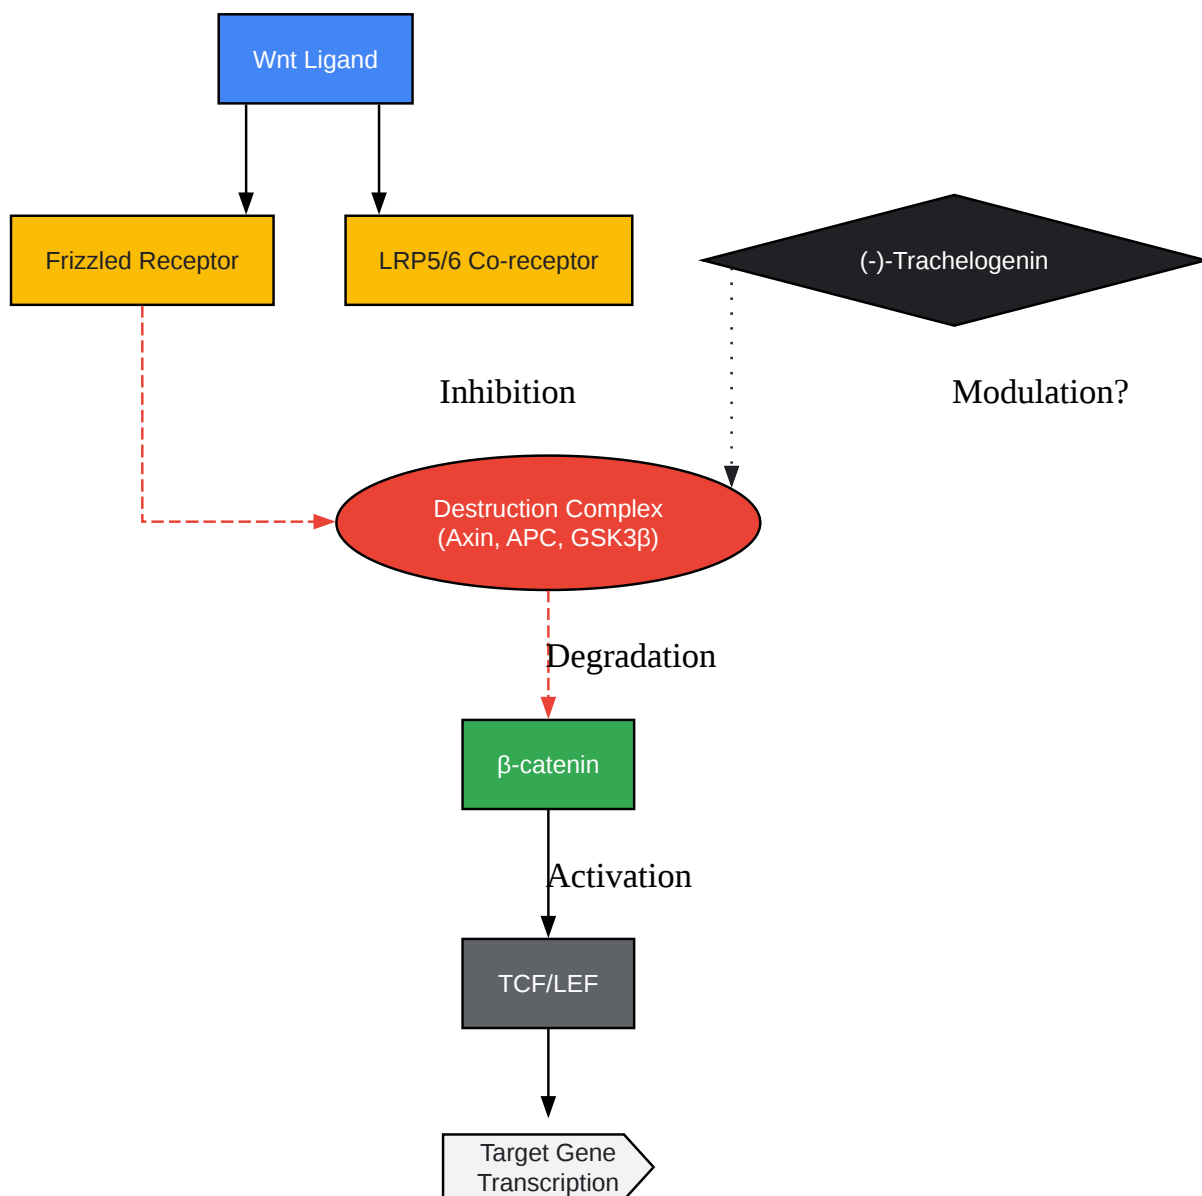 Wnt Ligand
Frizzled Receptor
LRP5/6 Co-receptor
(-)-Trachelogenin
Inhibition
Modulation?
Destruction Complex
(Axin, APC, GSK3β)
Degradation
β-catenin
Activation
TCF/LEF
Target Gene
Transcription